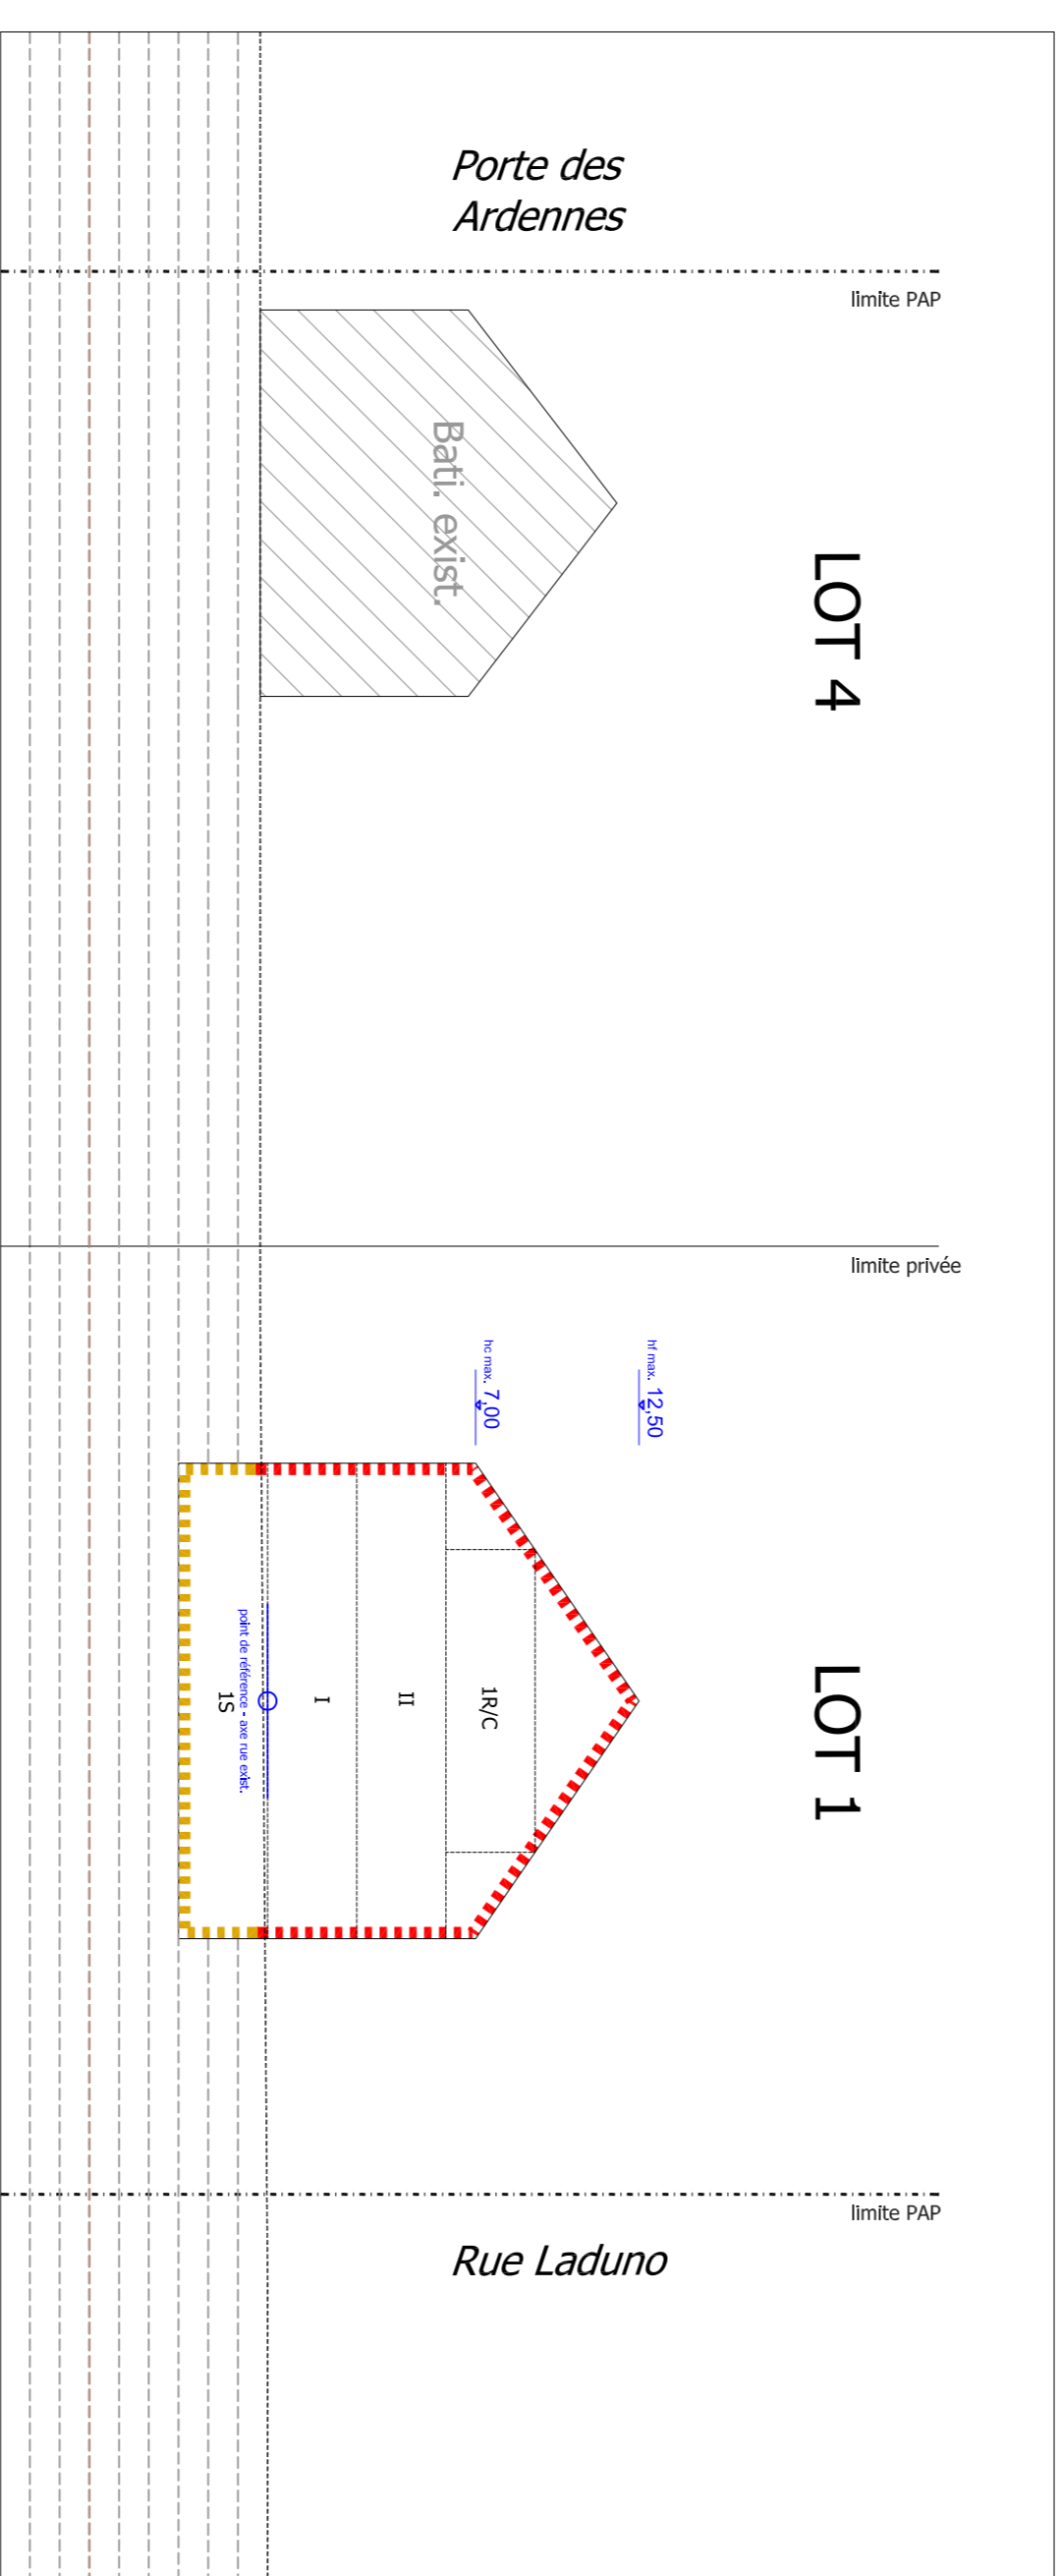 Porte des
Ardennes
limite PAP
LOT 4
Bati. exist.
limite privée
hf max. 12,50
hc max. 7,00
LOT 1
1R/C
II
I
point de référence - axe rue exist.
1S
limite PAP
Rue Laduno